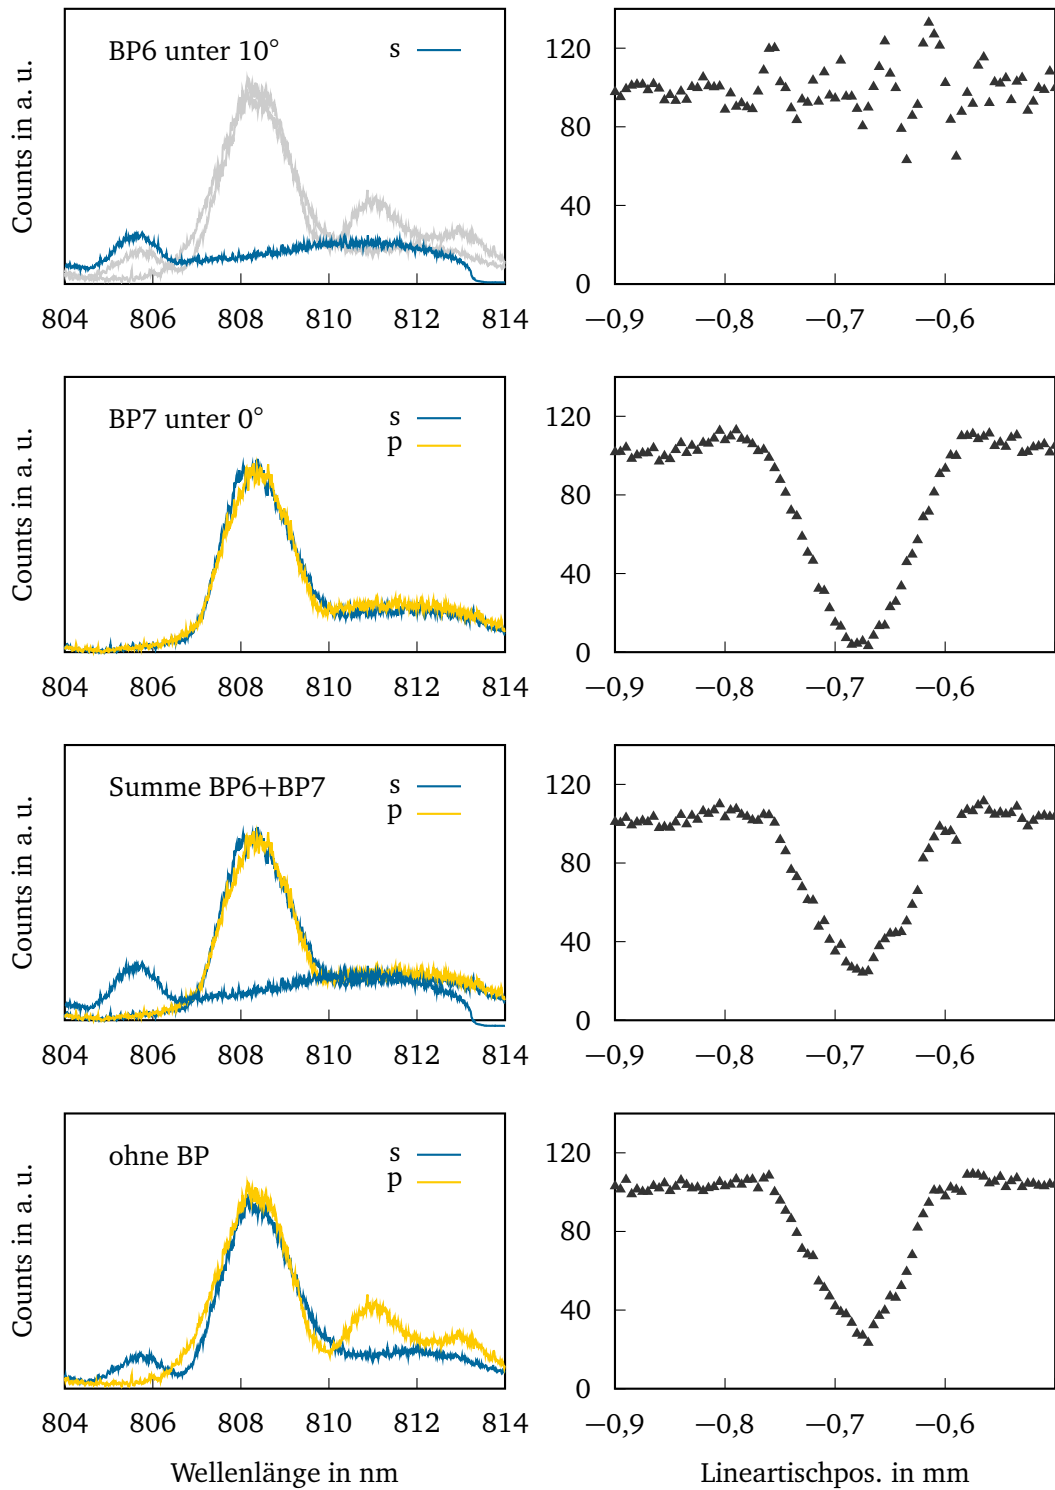 BP6 unter 10°
s
Counts in a. u.
804 806 808 810 812 814
120
80
40
0
−0,9 −0,8 −0,7 −0,6
BP7 unter 0°
s
p
Counts in a. u.
804 806 808 810 812 814
120
80
40
0
−0,9 −0,8 −0,7 −0,6
Summe BP6+BP7
s
p
Counts in a. u.
804 806 808 810 812 814
120
80
40
0
−0,9 −0,8 −0,7 −0,6
ohne BP
s
p
Counts in a. u.
804 806 808 810 812 814
Wellenlänge in nm
120
80
40
0
−0,9 −0,8 −0,7 −0,6
Lineartischpos. in mm